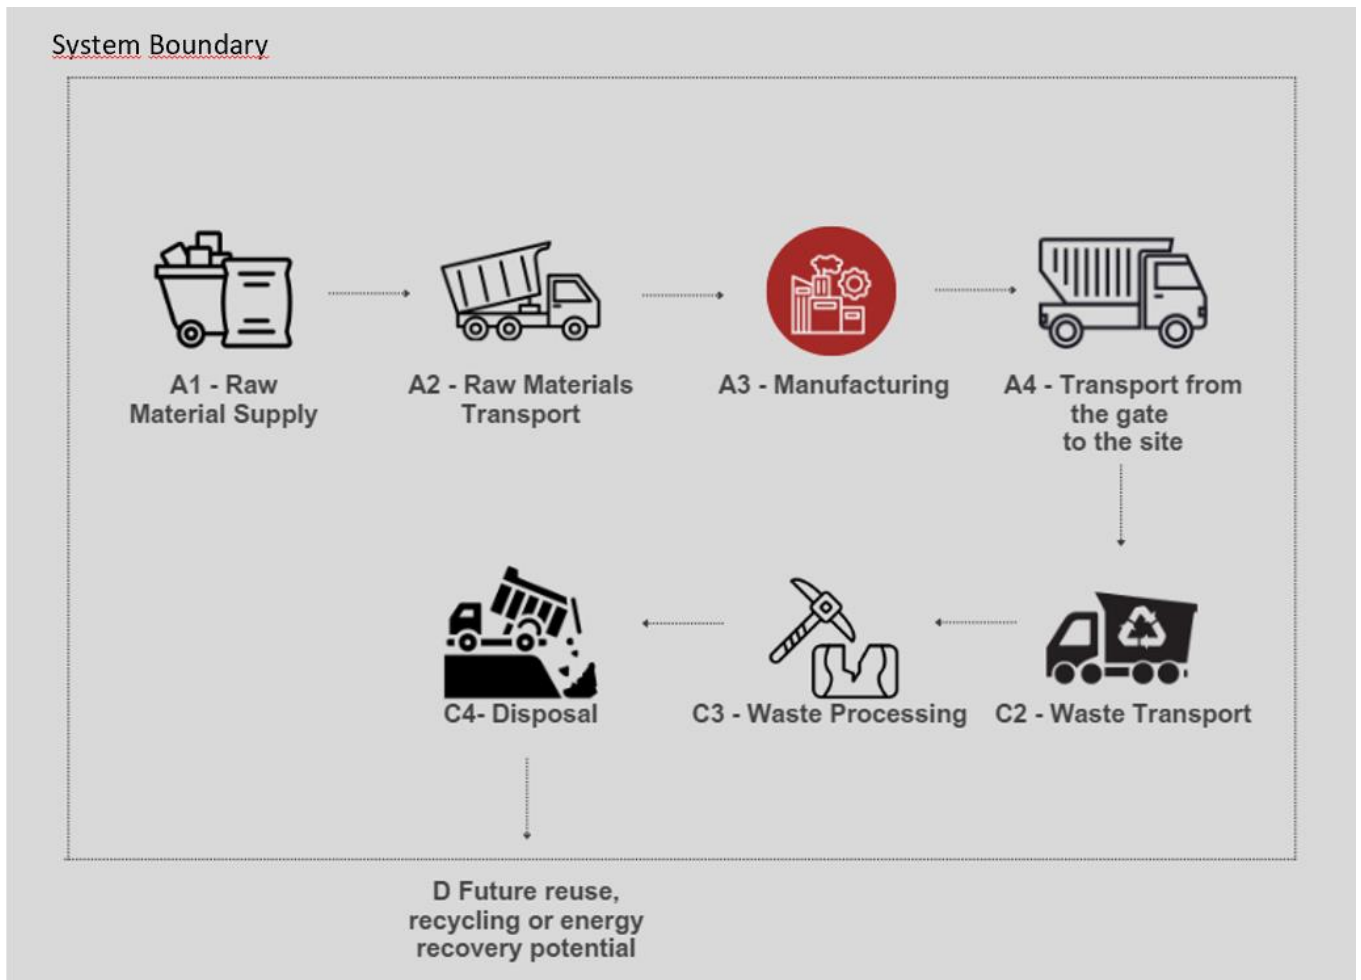 System Boundary
A1 - Raw
Material Supply
A2 - Raw Materials
Transport
A3 - Manufacturing
A4 - Transport from
the gate
to the site
C4- Disposal
C3 - Waste Processing
C2 - Waste Transport
D Future reuse,
recycling or energy
recovery potential